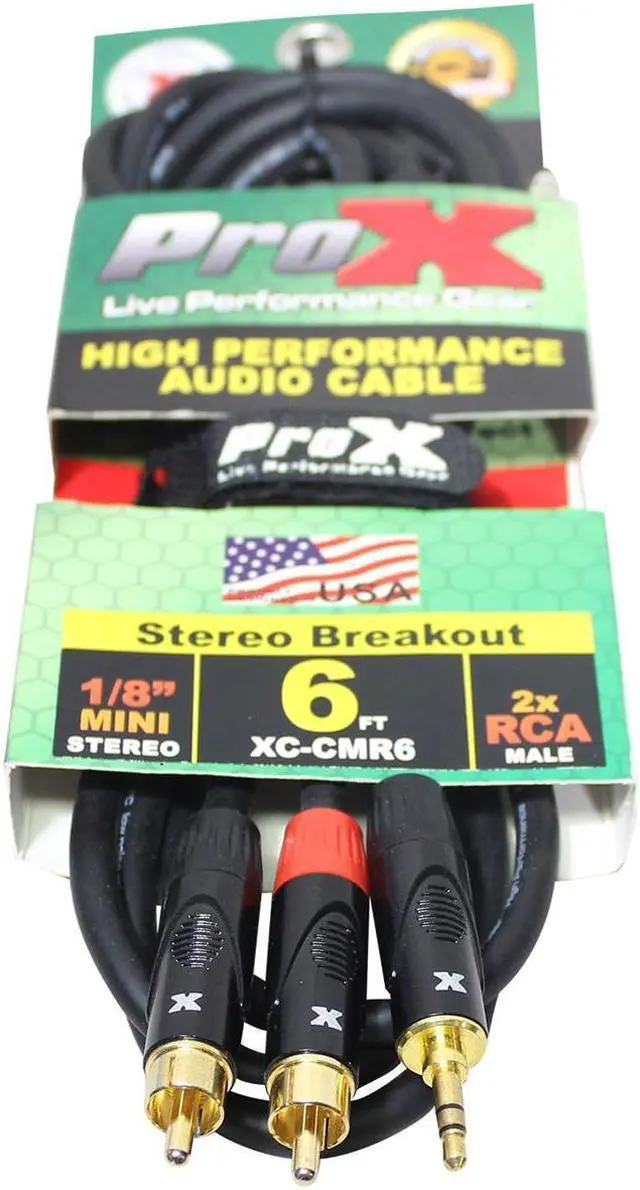 ProX
Live Performance Gear
HIGH PERFORMANCE
AUDIO CABLE
ProX
Live Performance Gear
USA
Stereo Breakout
1/8”
MINI
STEREO
6
FT
XC-CMR6
2x
RCA
MALE
X
X
X